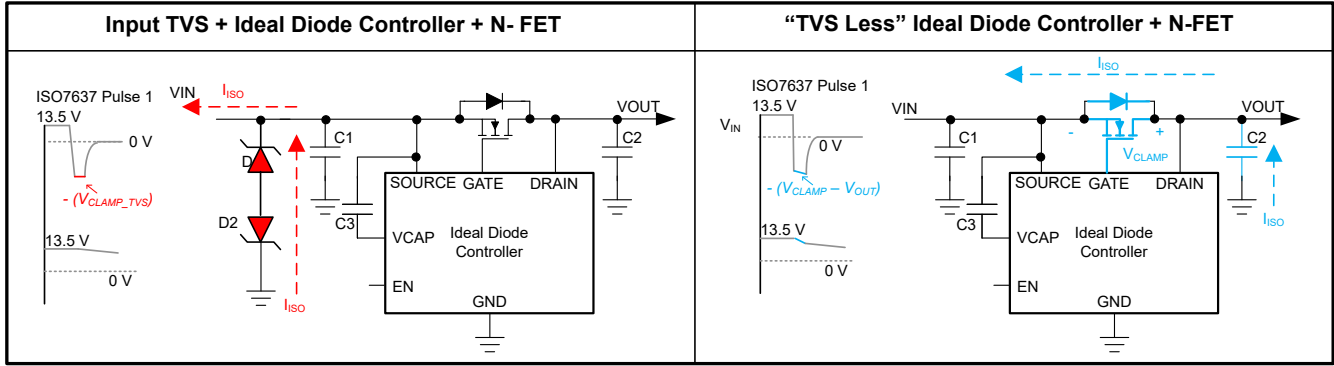 Input TVS + Ideal Diode Controller + N- FET
ISO7637 Pulse 1
13.5 V
0 V
- (VCLAMP_TVS)
13.5 V
0 V
VIN
IISO
D
D2
IISO
C1
C3
SOURCE GATE DRAIN
VCAP
Ideal Diode
Controller
EN
GND
VOUT
C2
“TVS Less” Ideal Diode Controller + N-FET
ISO7637 Pulse 1
13.5 V
VIN
0 V
- (VCLAMP – VOUT)
13.5 V
0 V
IISO
VIN
C1
C3
- +
VCLAMP
SOURCE GATE DRAIN
VCAP
Ideal Diode
Controller
EN
GND
VOUT
C2
IISO